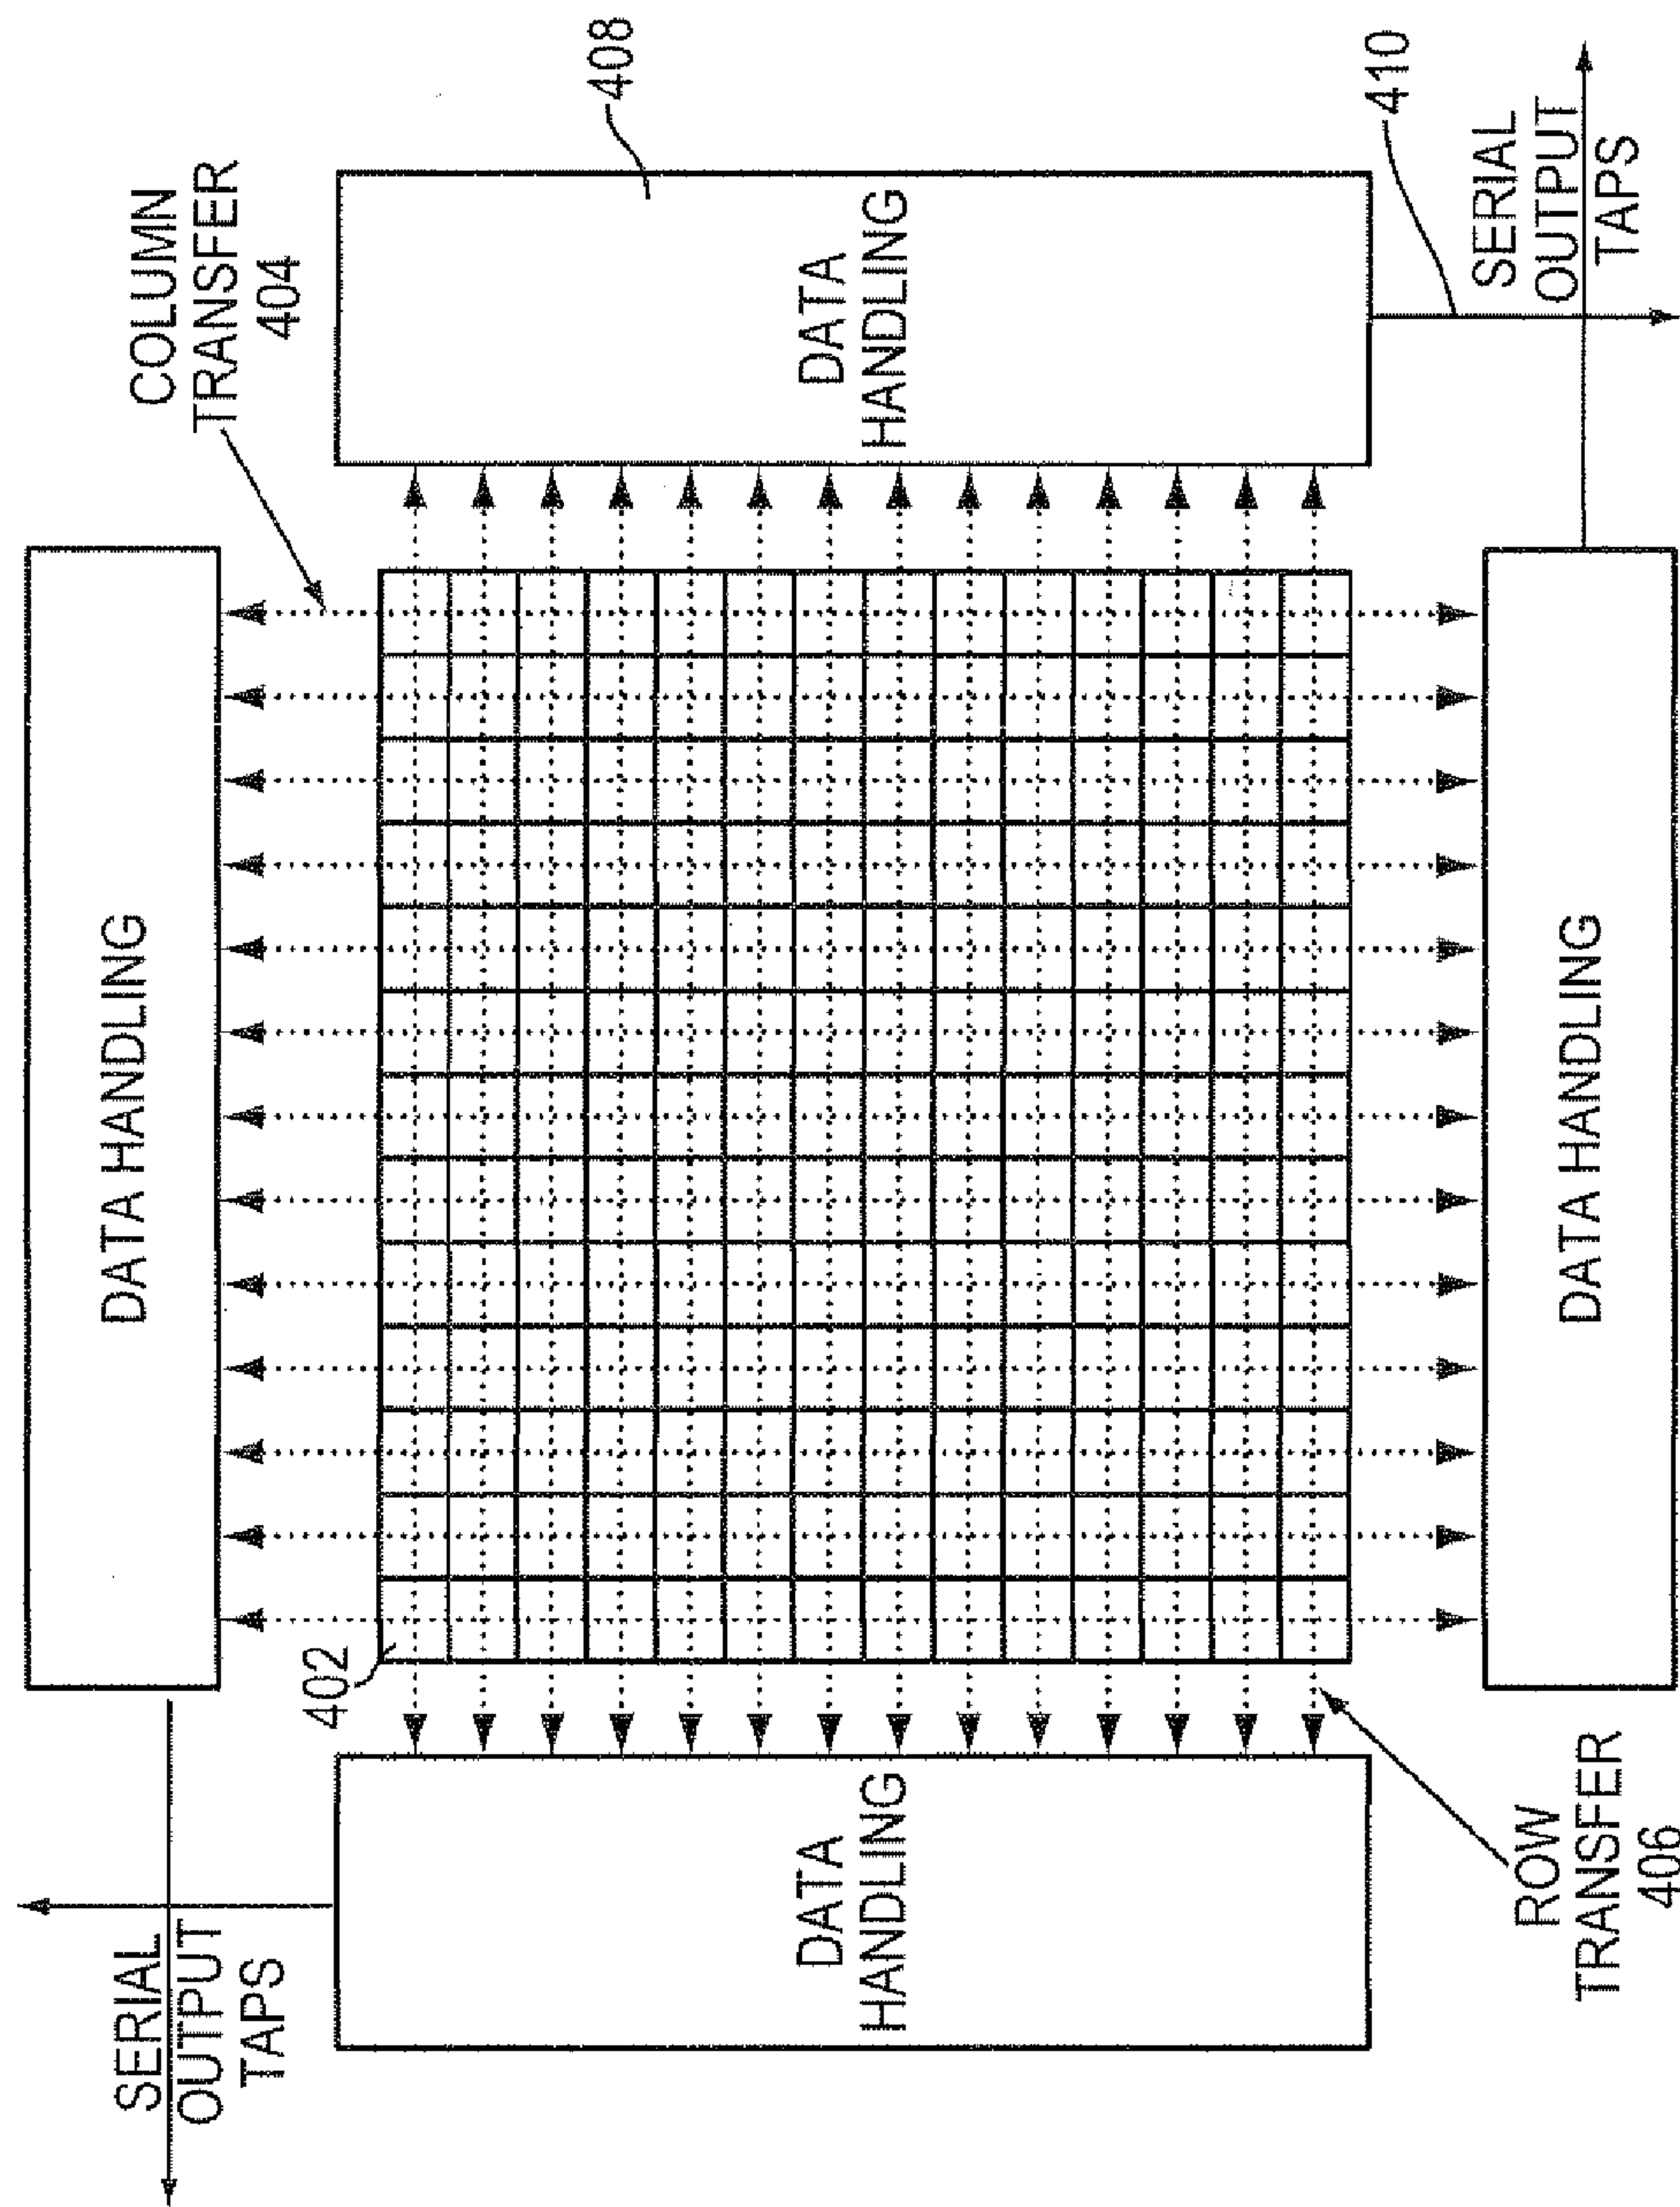 COLUMN
TRANSFER
404
408
DATA
HANDLING
410
SERIAL
OUTPUT
TAPS
DATA HANDLING
DATA HANDLING
402
SERIAL
OUTPUT
TAPS
DATA
HANDLING
ROW
TRANSFER
406